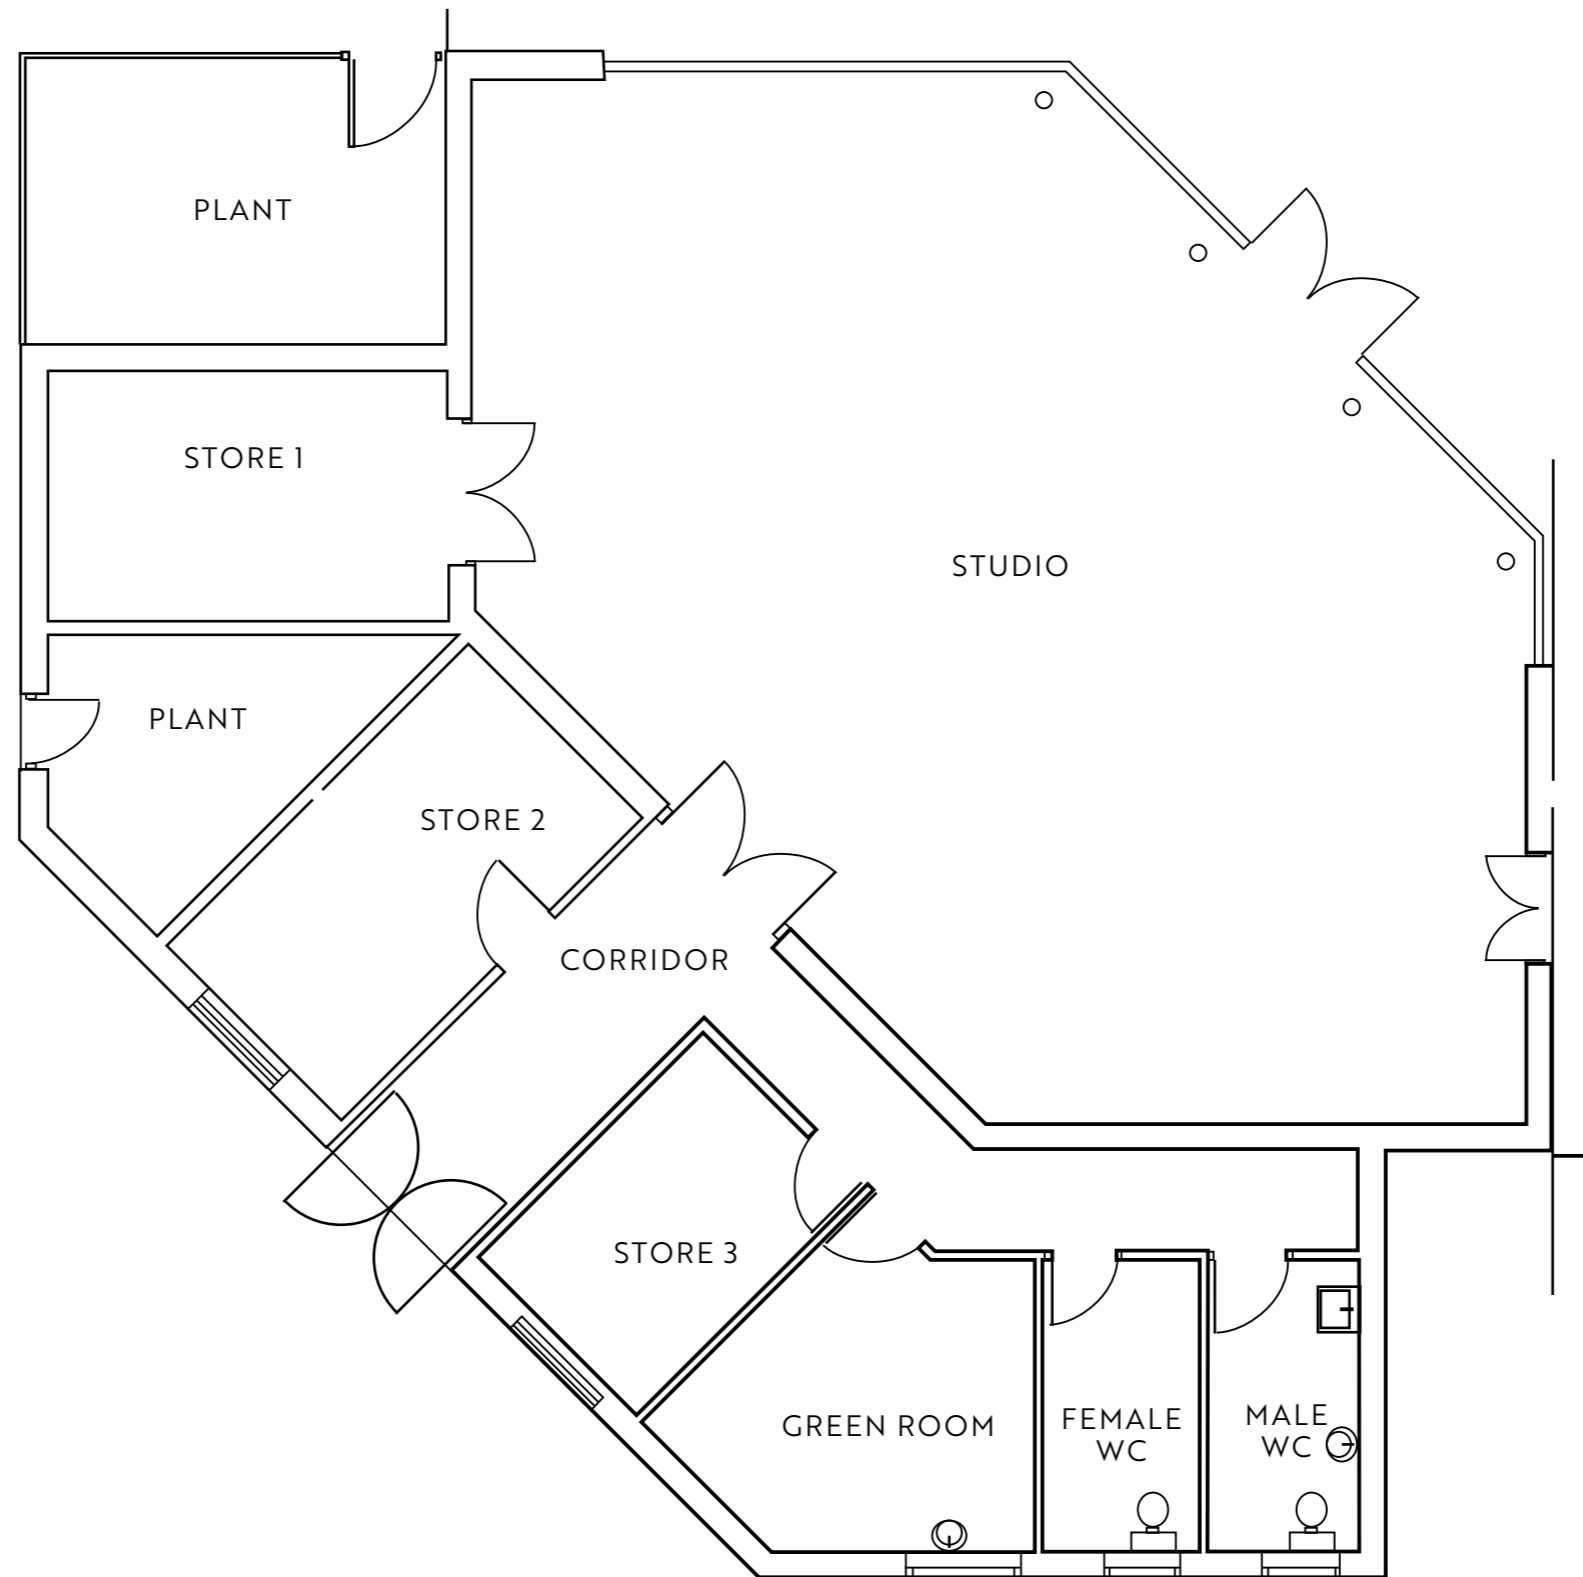 PLANT
STORE 1
STUDIO
PLANT
STORE 2
CORRIDOR
STORE 3
GREEN ROOM
FEMALE
WC
MALE
WC